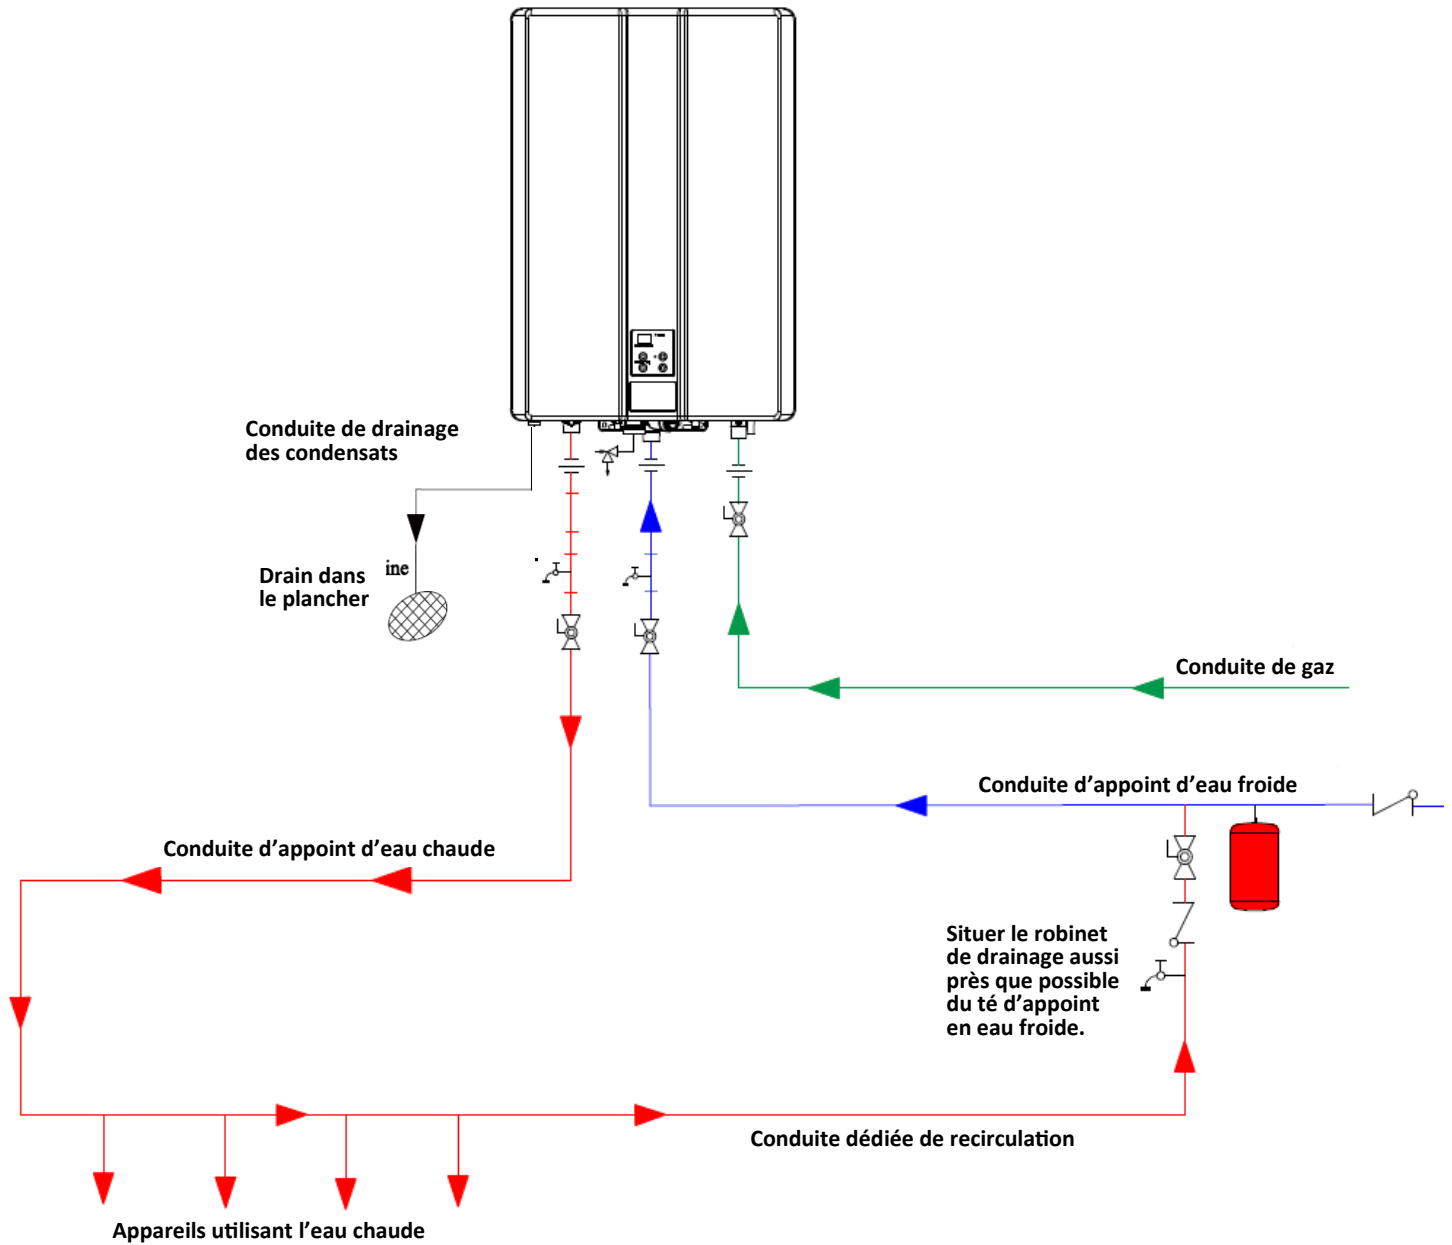 Conduite de drainage
des condensats
ine
Drain dans
le plancher
Conduite de gaz
Conduite d’appoint d’eau froide
Conduite d’appoint d’eau chaude
Situer le robinet
de drainage aussi
près que possible
du té d’appoint
en eau froide.
Conduite dédiée de recirculation
Appareils utilisant l’eau chaude